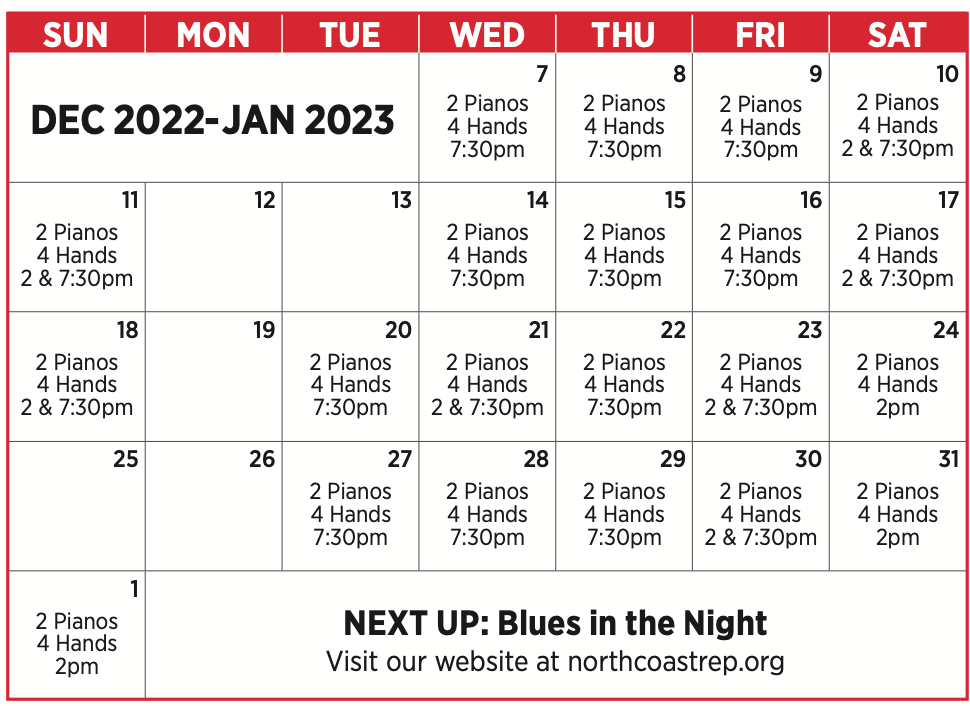 SUN MON TUE WED THU FRI SAT
DEC 2022-JAN 2023
7
2 Pianos
4 Hands
7:30pm
8
2 Pianos
4 Hands
7:30pm
9
2 Pianos
4 Hands
7:30pm
10
2 Pianos
4 Hands
2 & 7:30pm
11
2 Pianos
4 Hands
2 & 7:30pm
12
13
14
2 Pianos
4 Hands
7:30pm
15
2 Pianos
4 Hands
7:30pm
16
2 Pianos
4 Hands
7:30pm
17
2 Pianos
4 Hands
2 & 7:30pm
18
2 Pianos
4 Hands
2 & 7:30pm
19
20
2 Pianos
4 Hands
7:30pm
21
2 Pianos
4 Hands
2 & 7:30pm
22
2 Pianos
4 Hands
7:30pm
23
2 Pianos
4 Hands
2 & 7:30pm
24
2 Pianos
4 Hands
2pm
25
26
27
2 Pianos
4 Hands
7:30pm
28
2 Pianos
4 Hands
7:30pm
29
2 Pianos
4 Hands
7:30pm
30
2 Pianos
4 Hands
2 & 7:30pm
31
2 Pianos
4 Hands
2pm
1
2 Pianos
4 Hands
2pm
NEXT UP: Blues in the Night
Visit our website at northcoastrep.org